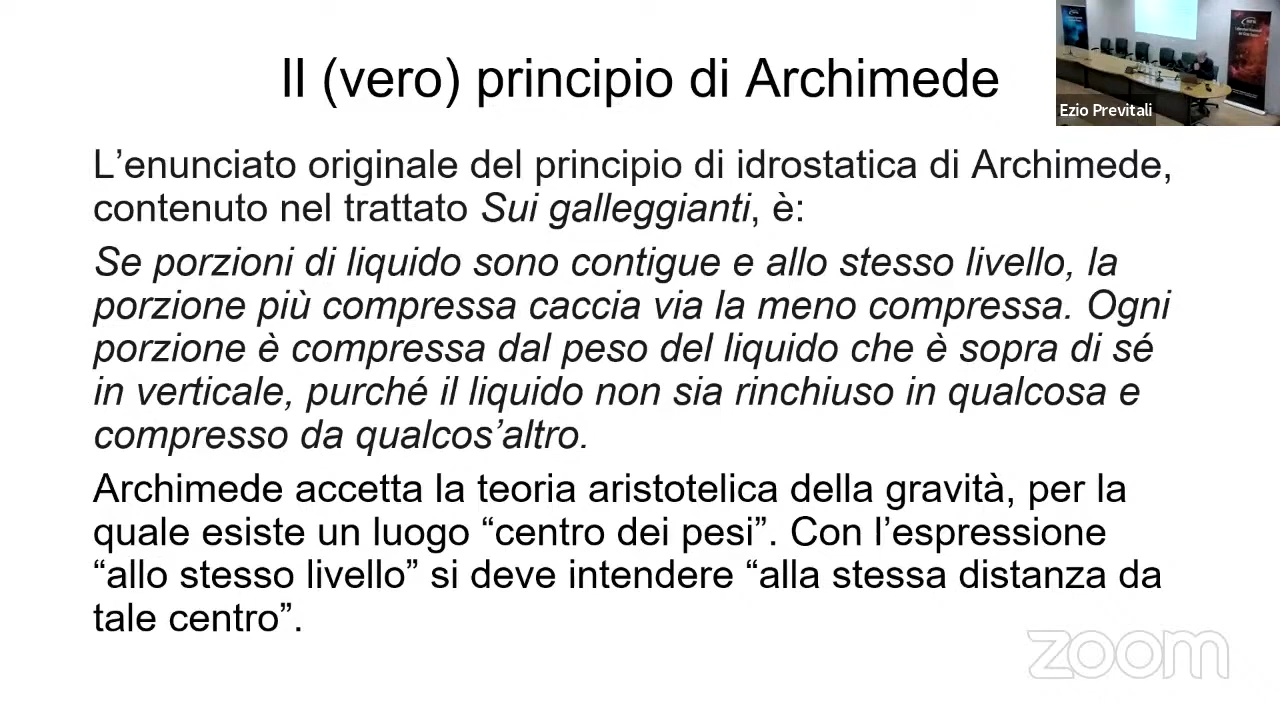 Il (vero) principio di Archimede
Ezio Previtali
L’enunciato originale del principio di idrostatica di Archimede,
contenuto nel trattato Sui galleggianti, è:
Se porzioni di liquido sono contigue e allo stesso livello, la
porzione più compressa caccia via la meno compressa. Ogni
porzione è compressa dal peso del liquido che è sopra di sé
in verticale, purché il liquido non sia rinchiuso in qualcosa e
compresso da qualcos’altro.
Archimede accetta la teoria aristotelica della gravità, per la
quale esiste un luogo “centro dei pesi”. Con l’espressione
“allo stesso livello” si deve intendere “alla stessa distanza da
tale centro”.
zoom